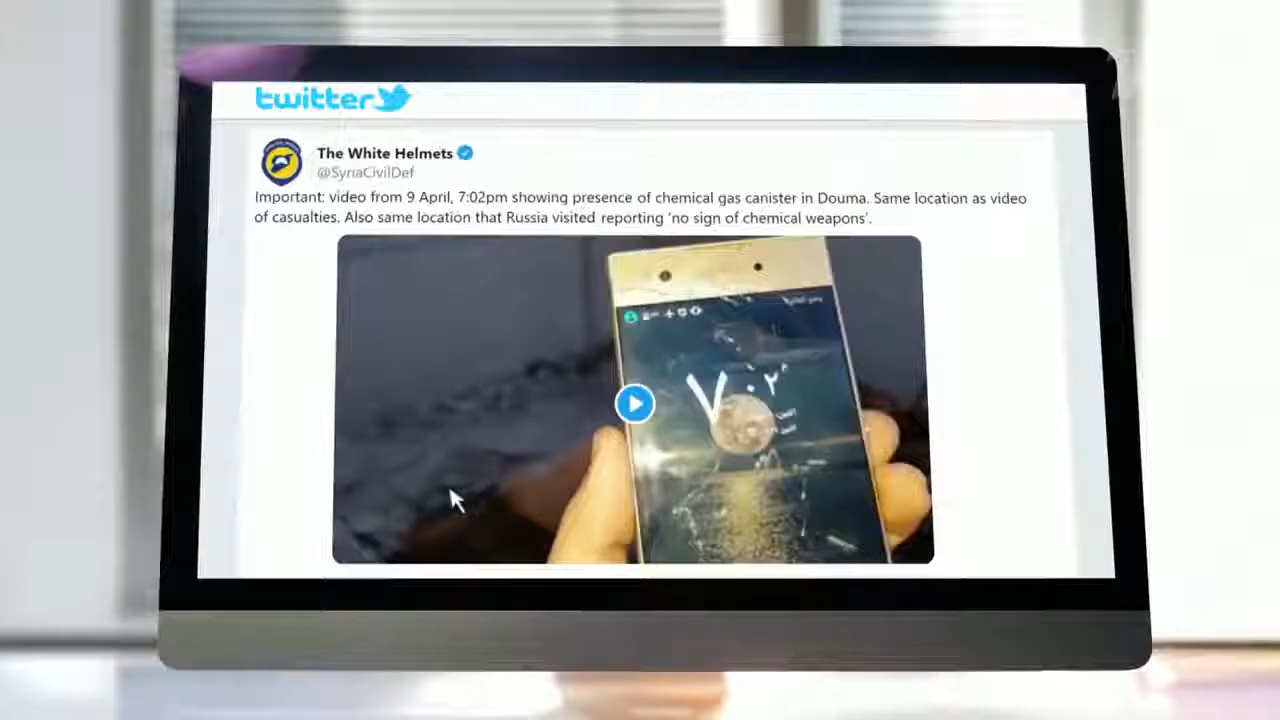 twitter
The White Helmets
@SyriaCivilDef
Important: video from 9 April, 7:02pm showing presence of chemical gas canister in Douma. Same location as video
of casualties. Also same location that Russia visited reporting ‘no sign of chemical weapons’.
٧٠٢